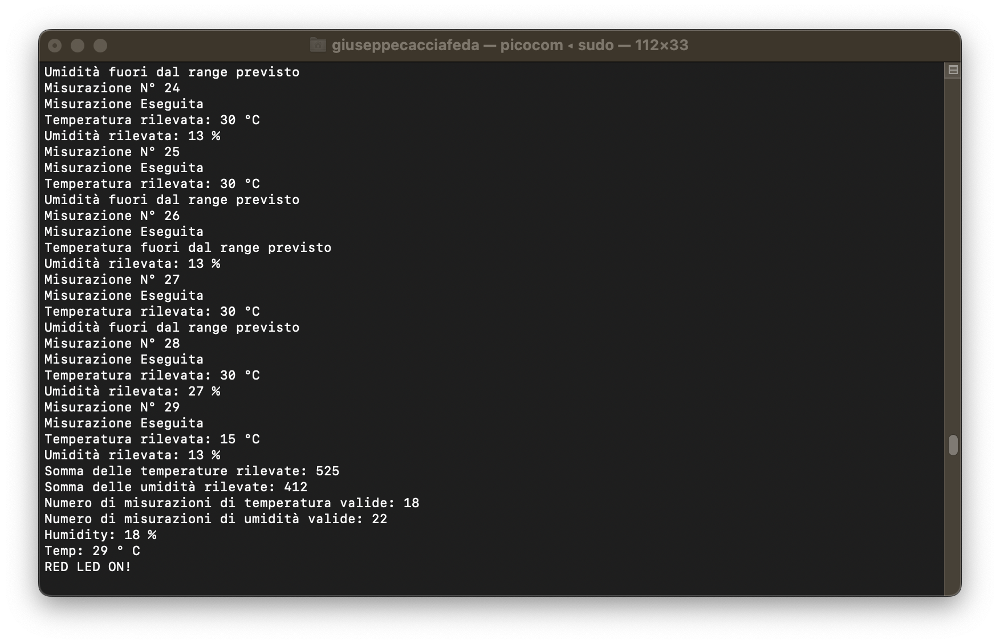 giuseppecacciafeda — picocom ◂ sudo — 112×33
Umidità fuori dal range previsto
Misurazione N° 24
Misurazione Eseguita
Temperatura rilevata: 30 °C
Umidità rilevata: 13 %
Misurazione N° 25
Misurazione Eseguita
Temperatura rilevata: 30 °C
Umidità fuori dal range previsto
Misurazione N° 26
Misurazione Eseguita
Temperatura fuori dal range previsto
Umidità rilevata: 13 %
Misurazione N° 27
Misurazione Eseguita
Temperatura rilevata: 30 °C
Umidità fuori dal range previsto
Misurazione N° 28
Misurazione Eseguita
Temperatura rilevata: 30 °C
Umidità rilevata: 27 %
Misurazione N° 29
Misurazione Eseguita
Temperatura rilevata: 15 °C
Umidità rilevata: 13 %
Somma delle temperature rilevate: 525
Somma delle umidità rilevate: 412
Numero di misurazioni di temperatura valide: 18
Numero di misurazioni di umidità valide: 22
Humidity: 18 %
Temp: 29 ° C
RED LED ON!